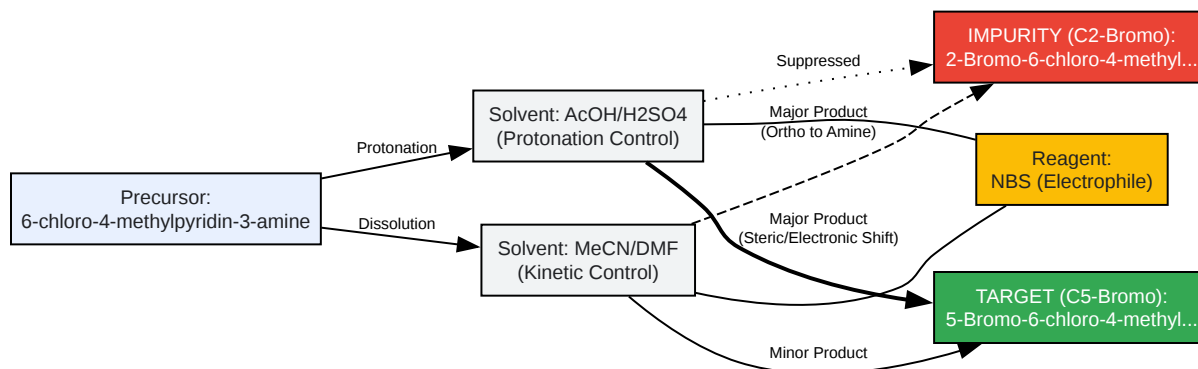 Precursor:
6-chloro-4-methylpyridin-3-amine
Protonation
Dissolution
Solvent: AcOH/H2SO4
(Protonation Control)
Solvent: MeCN/DMF
(Kinetic Control)
Suppressed
Major Product
(Ortho to Amine)
Major Product
(Steric/Electronic Shift)
Minor Product
IMPURITY (C2-Bromo):
2-Bromo-6-chloro-4-methyl...
Reagent:
NBS (Electrophile)
TARGET (C5-Bromo):
5-Bromo-6-chloro-4-methyl...